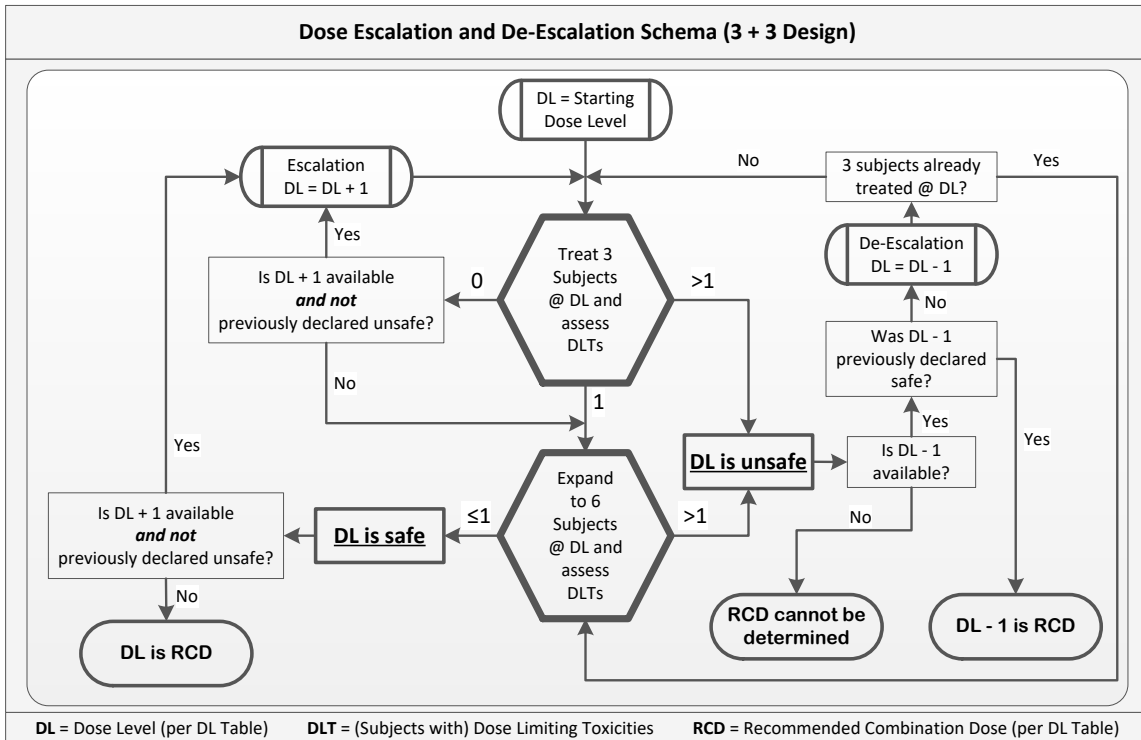 Dose Escalation and De-Escalation Schema (3 + 3 Design)
DL = Starting
Dose Level
Escalation
DL = DL + 1
No
3 subjects already
treated @ DL?
Yes
Yes
De-Escalation
DL = DL - 1
Is DL + 1 available
and not
previously declared unsafe?
0
Treat 3
Subjects
@ DL and
assess
DLTs
>1
No
Was DL - 1
previously declared
safe?
No
1
Yes
Yes
Yes
DL is unsafe
Is DL - 1
available?
Is DL + 1 available
and not
previously declared unsafe?
DL is safe
≤1
Expand
to 6
Subjects
@ DL and
assess
DLTs
>1
No
No
DL is RCD
RCD cannot be
determined
DL - 1 is RCD
DL = Dose Level (per DL Table) DLT = (Subjects with) Dose Limiting Toxicities RCD = Recommended Combination Dose (per DL Table)